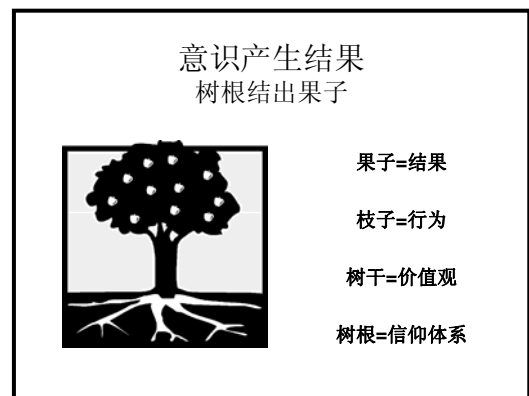 意识产生结果
树根结出果子
果子=结果
枝子=行为
树干=价值观
树根=信仰体系